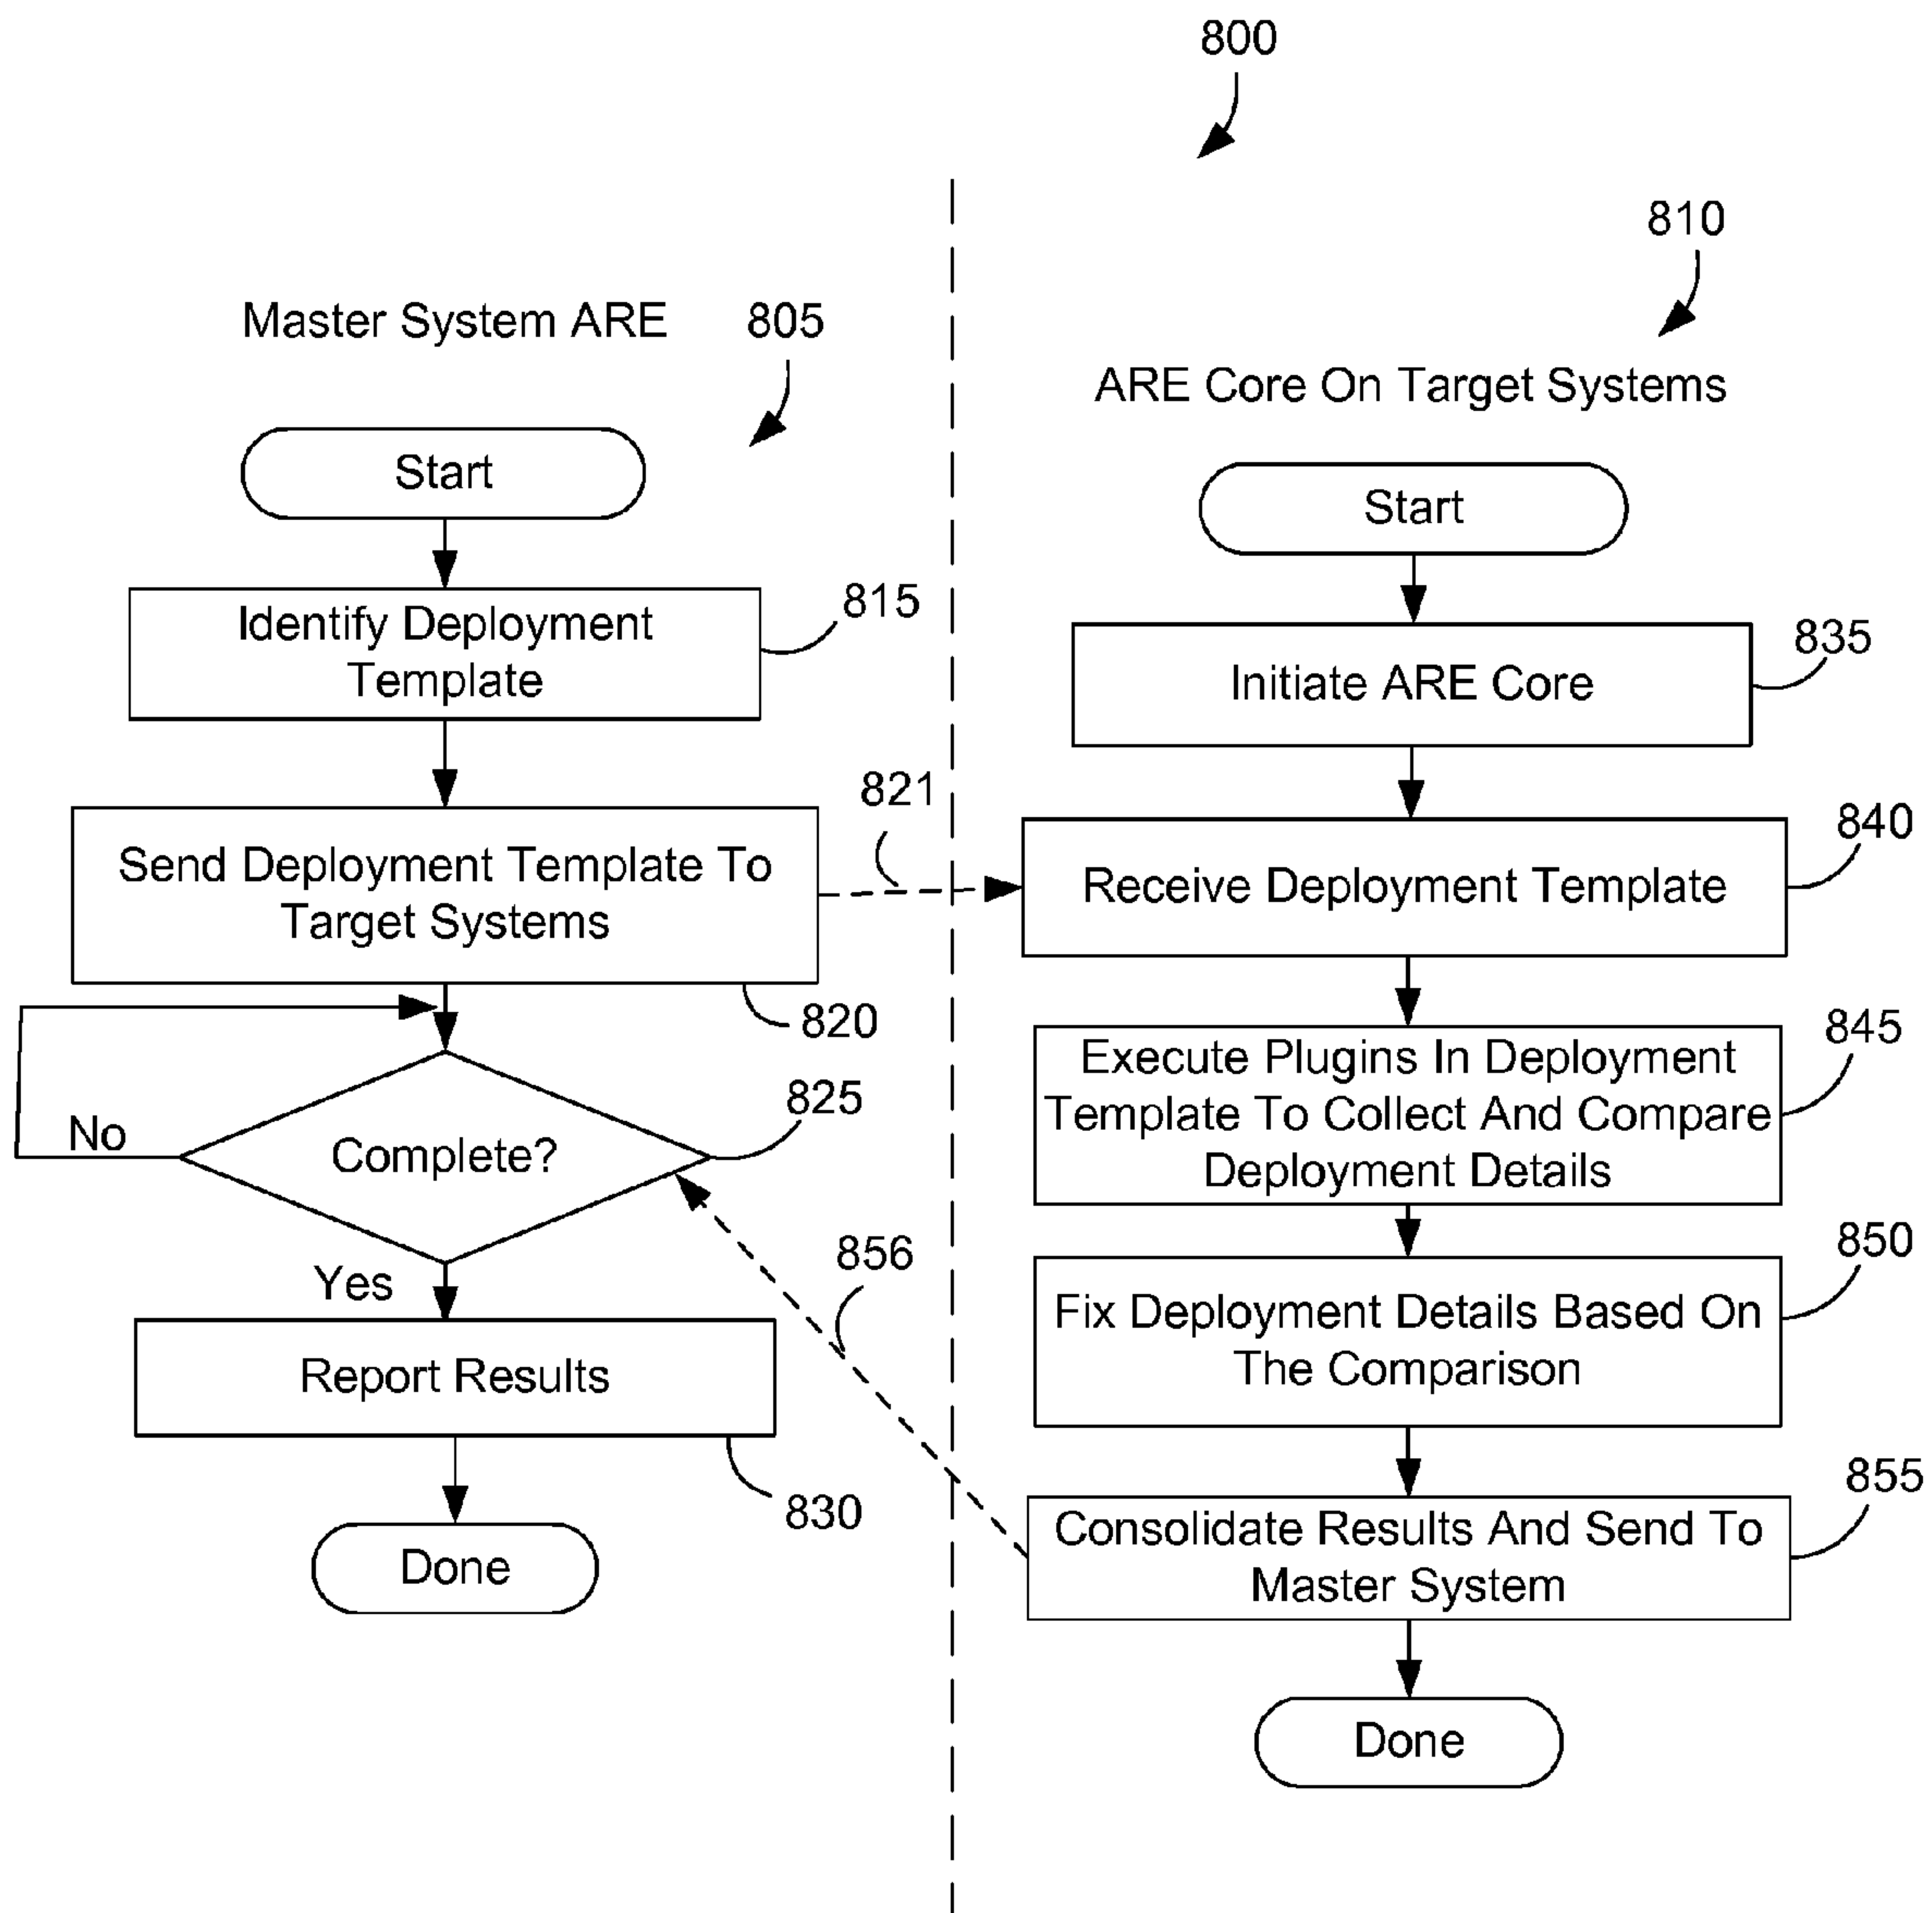 800
810
Master System ARE
805
ARE Core On Target Systems
Start
Start
Identify Deployment
Template
815
Initiate ARE Core
835
821
Send Deployment Template To
Target Systems
820
Receive Deployment Template
840
Execute Plugins In Deployment
Template To Collect And Compare
Deployment Details
845
Complete?
825
No
Yes
856
Fix Deployment Details Based On
The Comparison
850
Report Results
830
Consolidate Results And Send To
Master System
855
Done
Done